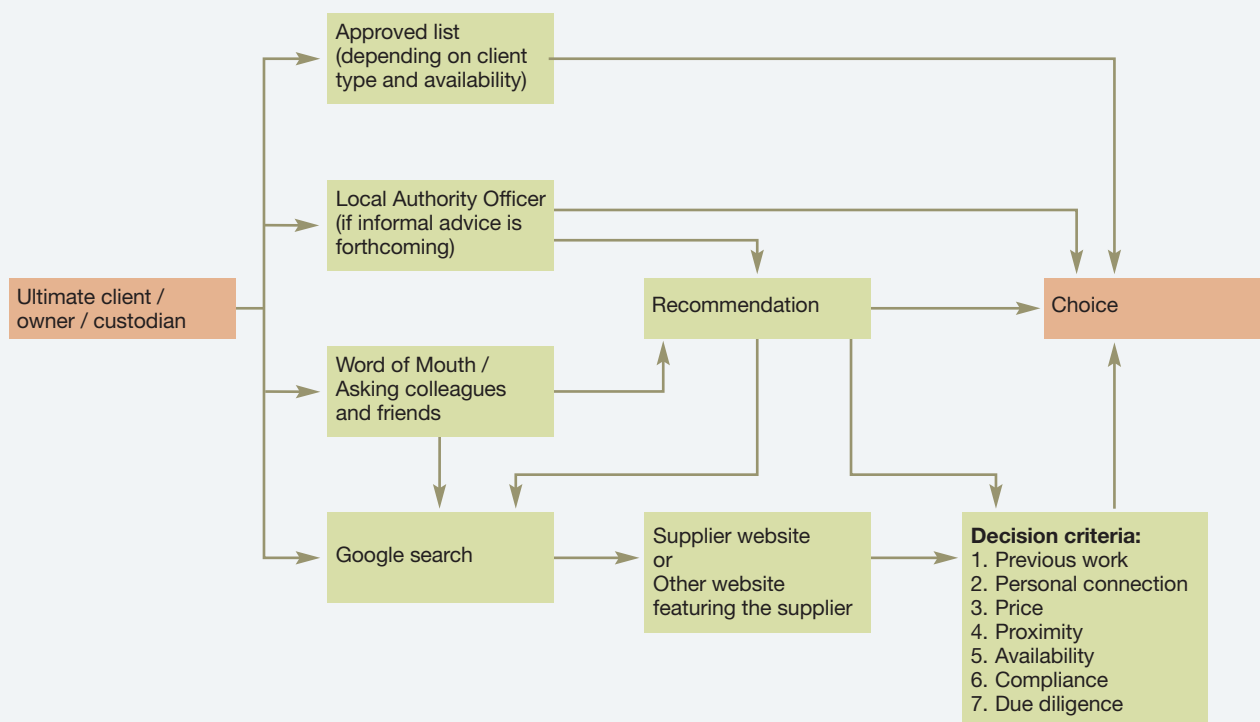 Approved list
(depending on client
type and availability)
Local Authority Officer
(if informal advice is
forthcoming)
Ultimate client /
owner / custodian
Recommendation
Choice
Word of Mouth /
Asking colleagues
and friends
Google search
Supplier website
or
Other website
featuring the supplier
Decision criteria:
1. Previous work
2. Personal connection
3. Price
4. Proximity
5. Availability
6. Compliance
7. Due diligence